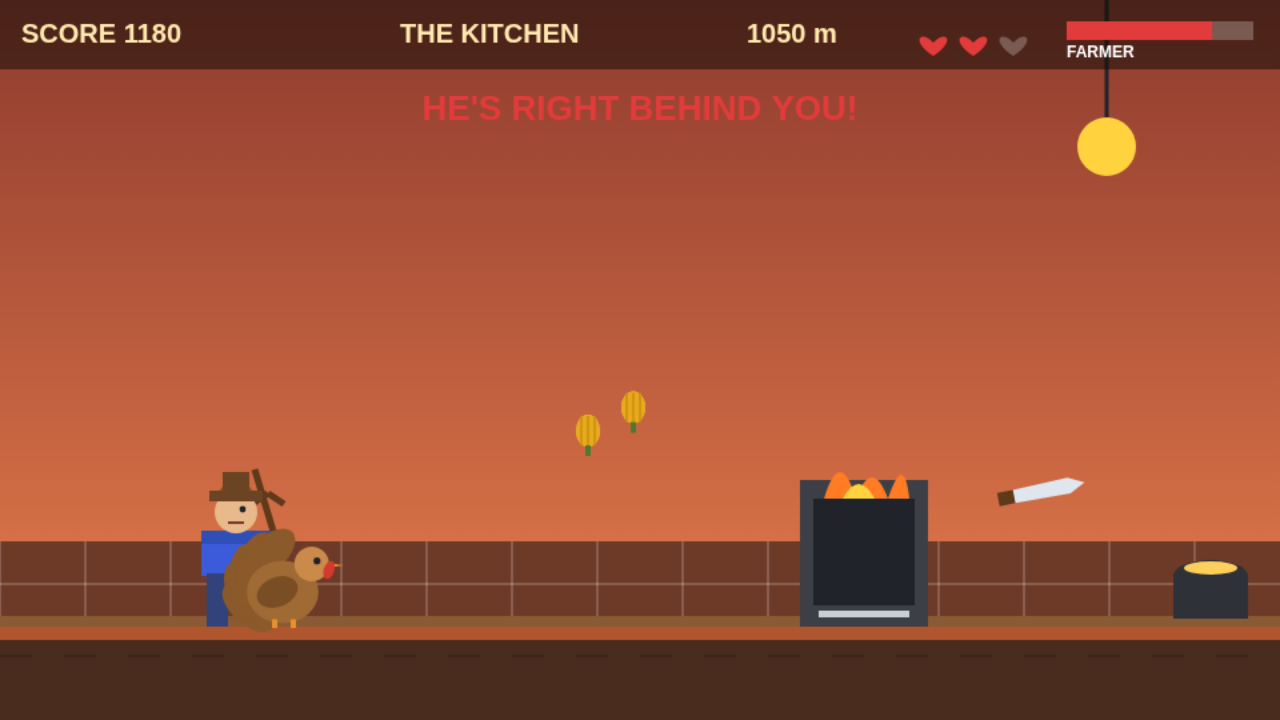 SCORE 1180
THE KITCHEN
1050 m
FARMER
HE'S RIGHT BEHIND YOU!